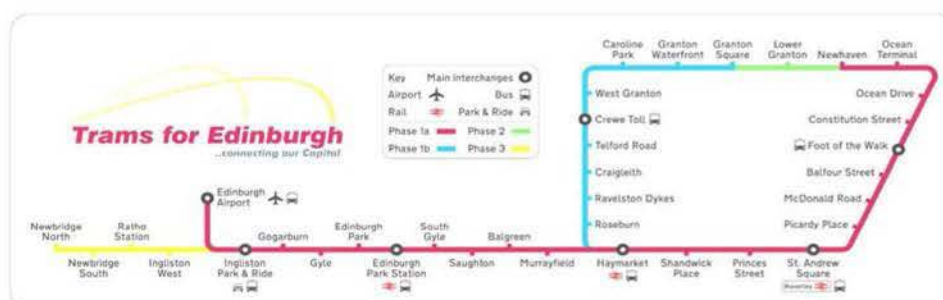 Trams for Edinburgh
...connecting our Capital
Key Main Interchanges
Airport Bus
Rail Park & Ride
Phase 1a Phase 2
Phase 1b Phase 3
Caroline
Park
Granton
Waterfront
Granton
Square
Lower
Granton
Newhaven
Ocean
Terminal
West Granton
Crewe Toll
Telford Road
Craigleith
Ravelston Dykes
Roseburn
Ocean Drive
Constitution Street
Foot of the Walk
Balfour Street
McDonald Road
Picardy Place
Edinburgh
Airport
Newbridge
North
Newbridge
South
Ratho
Station
Ingliston
West
Ingliston
Park & Ride
Gogarburn
Gyle
Edinburgh
Park
Edinburgh
Park Station
South
Gyle
Saughton
Balgreen
Murrayfield
Haymarket
Shandwick
Place
Princes
Street
St. Andrew
Square
Waverley